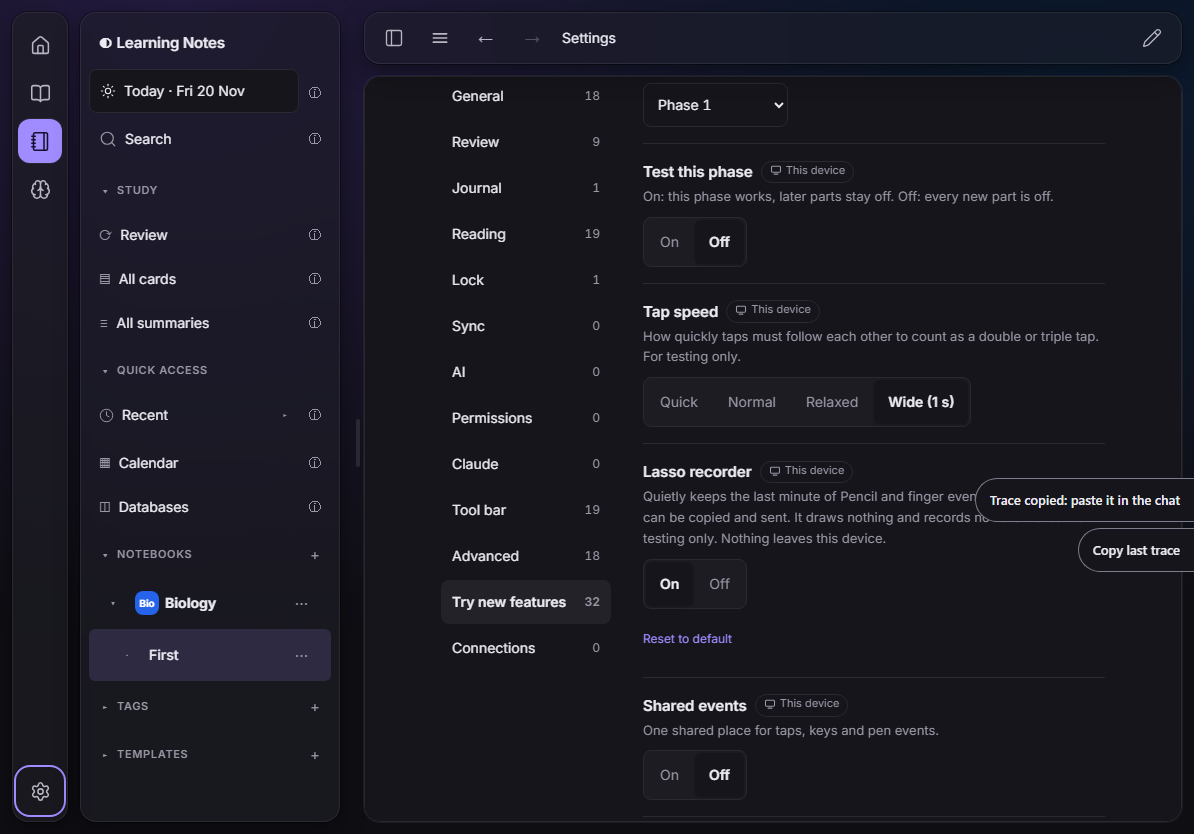 Learning Notes
Today · Fri 20 Nov
Search
STUDY
Review
All cards
All summaries
QUICK ACCESS
Recent
Calendar
Databases
NOTEBOOKS
Bio Biology
First
TAGS
TEMPLATES
Settings
General 18
Review 9
Journal 1
Reading 19
Lock 1
Sync 0
AI 0
Permissions 0
Claude 0
Tool bar 19
Advanced 18
Try new features 32
Connections 0
Phase 1
Test this phase This device
On: this phase works, later parts stay off. Off: every new part is off.
On Off
Tap speed This device
How quickly taps must follow each other to count as a double or triple tap.
For testing only.
Quick Normal Relaxed Wide (1 s)
Lasso recorder This device
Quietly keeps the last minute of Pencil and finger
can be copied and sent. It draws nothing and records
testing only. Nothing leaves this device.
On Off
Reset to default
Shared events This device
One shared place for taps, keys and pen events.
On Off
Trace copied: paste it in the chat
Copy last trace